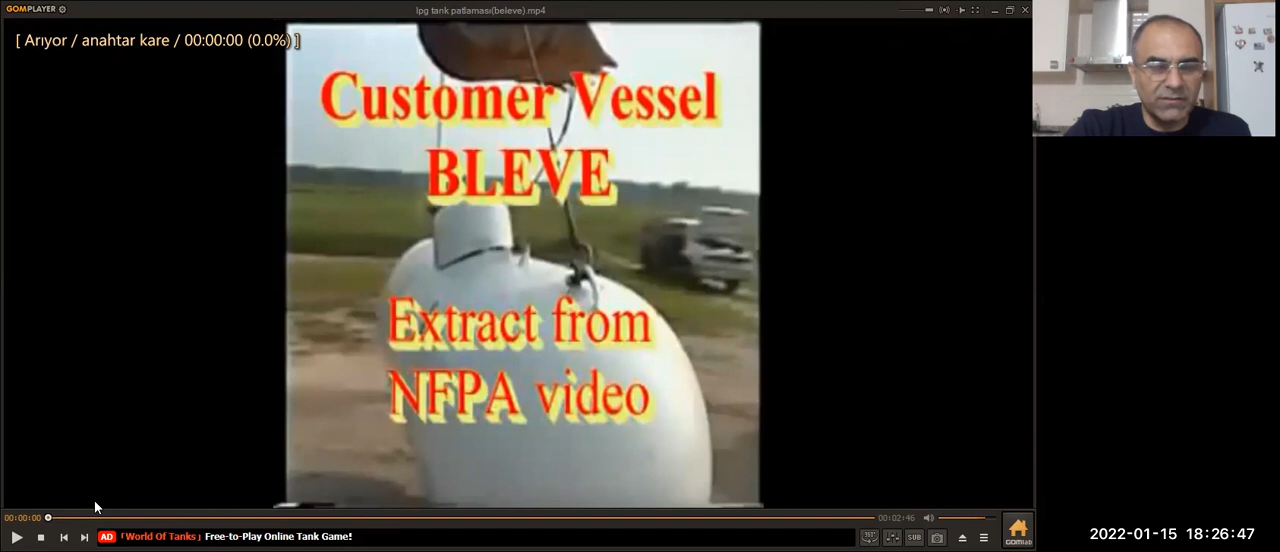 GOMPLAYER
lpg tank patlaması(beleve).mp4
[ Arıyor / anahtar kare / 00:00:00 (0.0%) ]
Customer Vessel
BLEVE
Extract from
NFPA video
00:00:00
00:02:46
AD 「World Of Tanks」 Free-to-Play Online Tank Game!
360°
SUB
GOMlab
2022-01-15 18:26:47